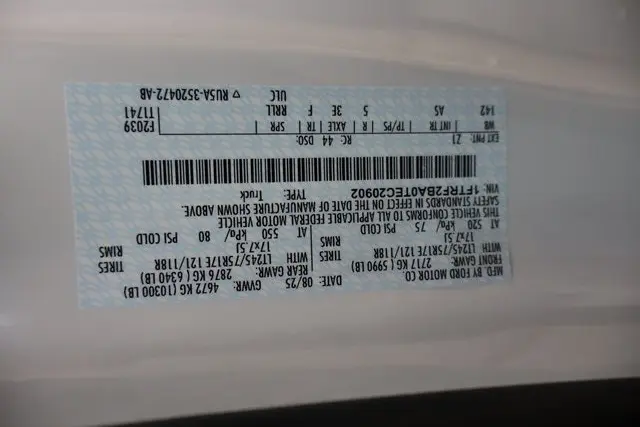 MFD. BY FORD MOTOR CO
DATE: 08/25 GVWR: 4672 KG (10300 LB)
FRONT GAWR: 2717 KG (5990 LB) REAR GAWR: 2876 KG (6340 LB)
WITH LT245/75R17E 121/118R WITH LT245/75R17E 121/118R
17x7.5J RIMS 17x7.5J RIMS
AT 520 kPa/ 75 PSI COLD AT 550 kPa/ 80 PSI COLD
THIS VEHICLE CONFORMS TO ALL APPLICABLE FEDERAL MOTOR VEHICLE
SAFETY STANDARDS IN EFFECT ON THE DATE OF MANUFACTURE SHOWN ABOVE.
VIN: 1FTRF2BA0TEC20902 TYPE: Truck
EXT PNT: Z1 RC: 44 DSO: F2039
WB INT TR TP/PS R AXLE TR SPR T1741
142 AS 5 3E F RRLL
ULC ▽ RU5A-3520472-AB